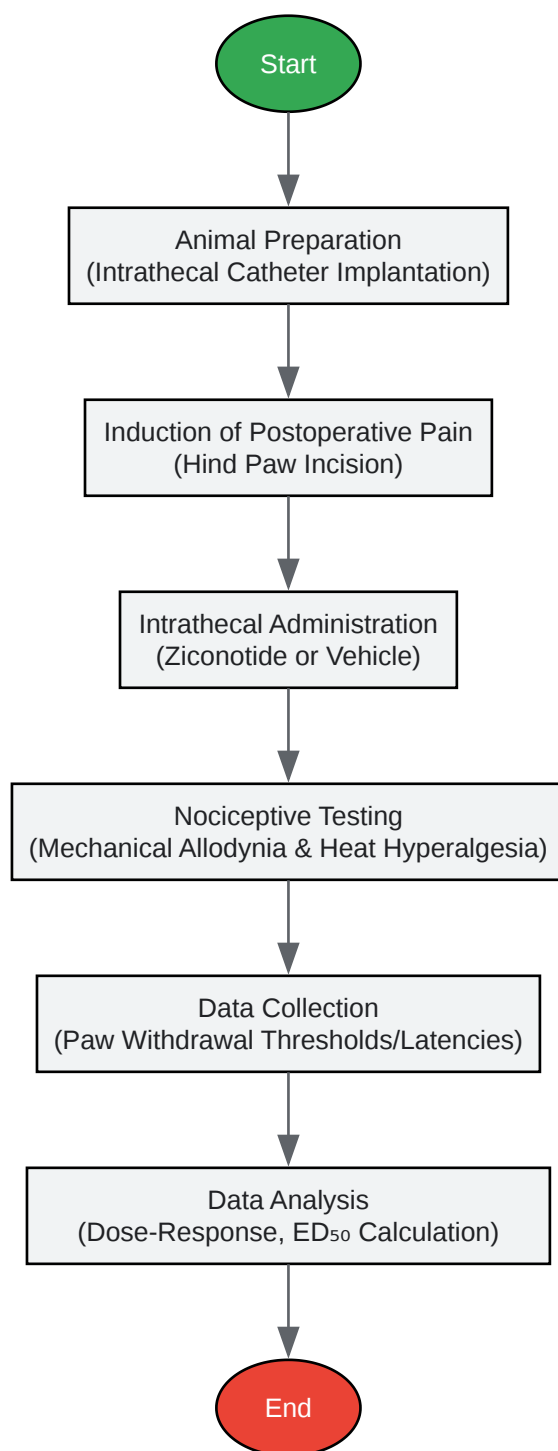 Start
Animal Preparation
(Intrathecal Catheter Implantation)
Induction of Postoperative Pain
(Hind Paw Incision)
Intrathecal Administration
(Ziconotide or Vehicle)
Nociceptive Testing
(Mechanical Allodynia & Heat Hyperalgesia)
Data Collection
(Paw Withdrawal Thresholds/Latencies)
Data Analysis
(Dose-Response, ED₅₀ Calculation)
End